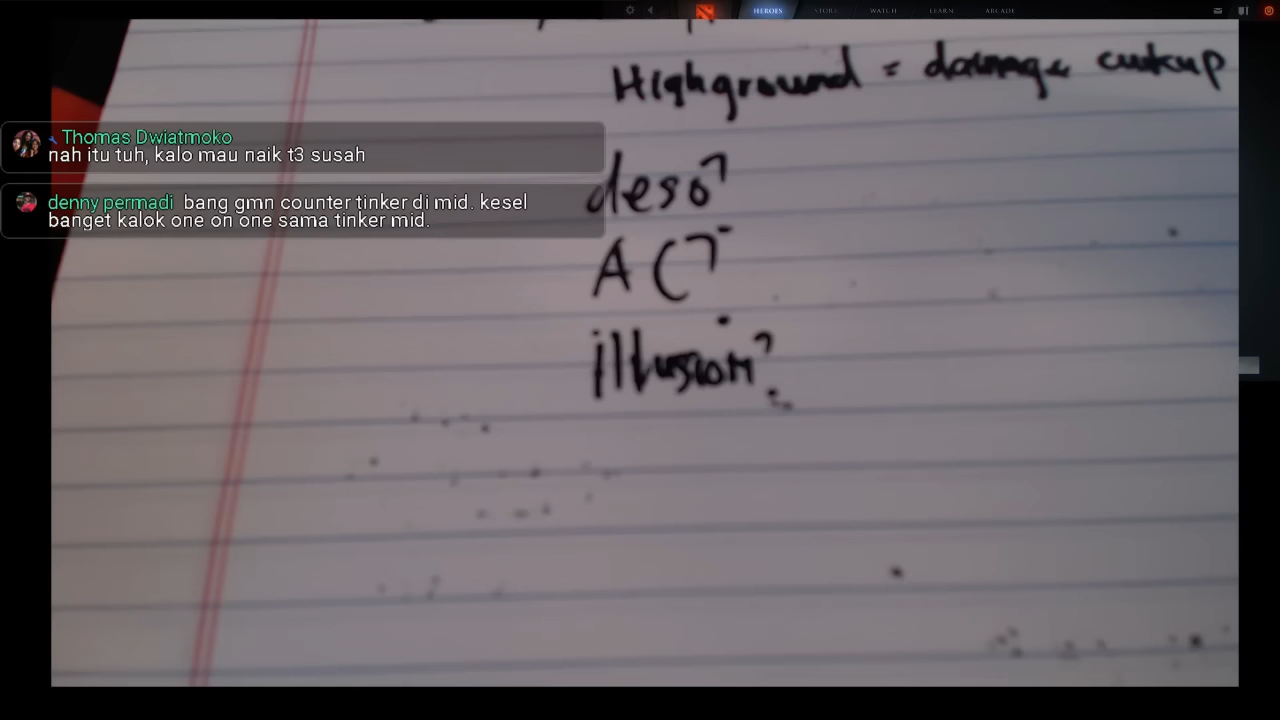 HEROES
STORE
WATCH
LEARN
ARCADE
Highground = damage cukup
Thomas Dwiatmoko
nah itu tuh, kalo mau naik t3 susah
denny permadi bang gmn counter tinker di mid. kesel
banget kalok one on one sama tinker mid.
deso?
AC?
illusion?